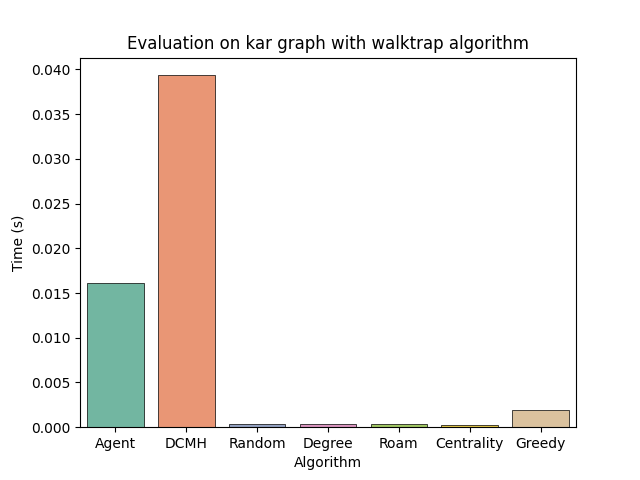 Evaluation on kar graph with walktrap algorithm
0.040
0.035
0.030
0.025
0.020
0.015
0.010
0.005
0.000
Time (s)
Agent DCMH Random Degree Roam Centrality Greedy
Algorithm